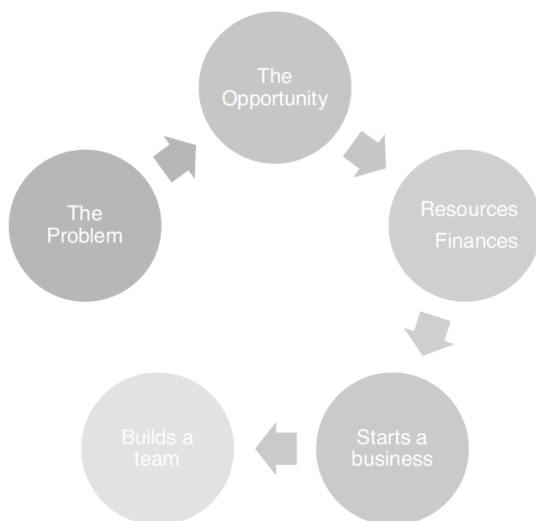 The
Opportunity
The
Problem
Resources
Finances
Starts a
business
Builds a
team